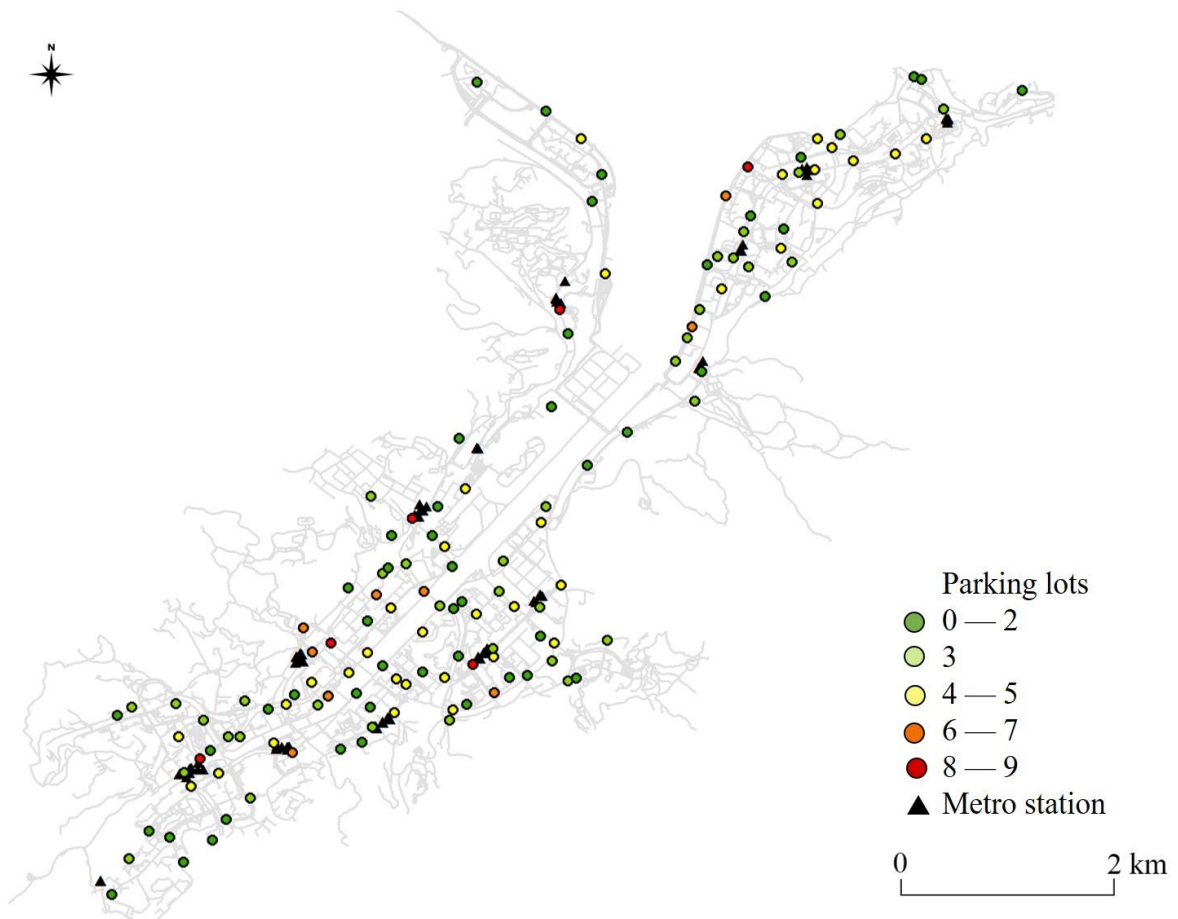 N
Parking lots
0 — 2
3
4 — 5
6 — 7
8 — 9
Metro station
0 2 km